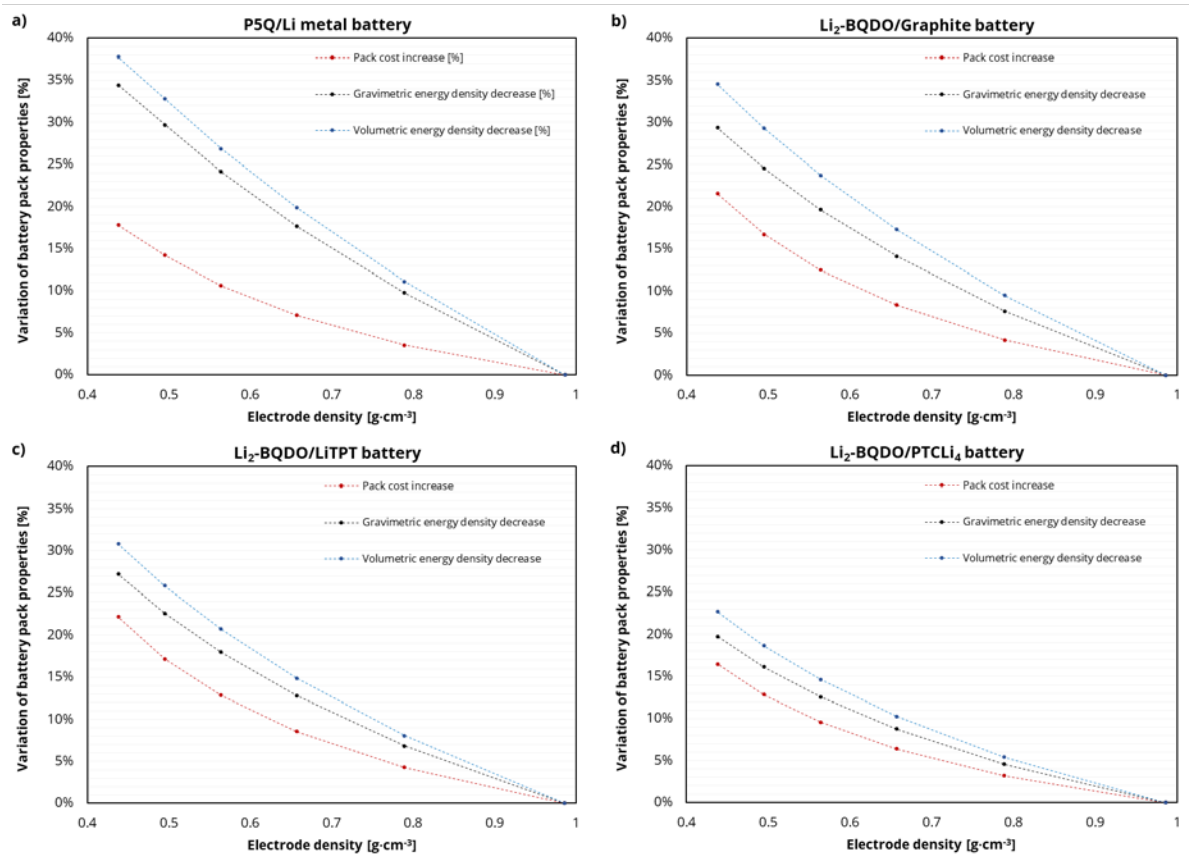 a)
P5Q/Li metal battery
40%
35%
30%
25%
20%
15%
10%
5%
0%
Variation of battery pack properties [%]
Pack cost increase [%]
Gravimetric energy density decrease [%]
Volumetric energy density decrease [%]
0.4 0.5 0.6 0.7 0.8 0.9 1
Electrode density [g·cm⁻³]
b)
Li₂-BQDO/Graphite battery
40%
35%
30%
25%
20%
15%
10%
5%
0%
Variation of battery pack properties [%]
Pack cost increase
Gravimetric energy density decrease
Volumetric energy density decrease
0.4 0.5 0.6 0.7 0.8 0.9 1
Electrode density [g·cm⁻³]
c)
Li₂-BQDO/LiTPT battery
40%
35%
30%
25%
20%
15%
10%
5%
0%
Variation of battery pack properties [%]
Pack cost increase
Gravimetric energy density decrease
Volumetric energy density decrease
0.4 0.5 0.6 0.7 0.8 0.9 1
Electrode density [g·cm⁻³]
d)
Li₂-BQDO/PTCLi₄ battery
40%
35%
30%
25%
20%
15%
10%
5%
0%
Variation of battery pack properties [%]
Pack cost increase
Gravimetric energy density decrease
Volumetric energy density decrease
0.4 0.5 0.6 0.7 0.8 0.9 1
Electrode density [g·cm⁻³]